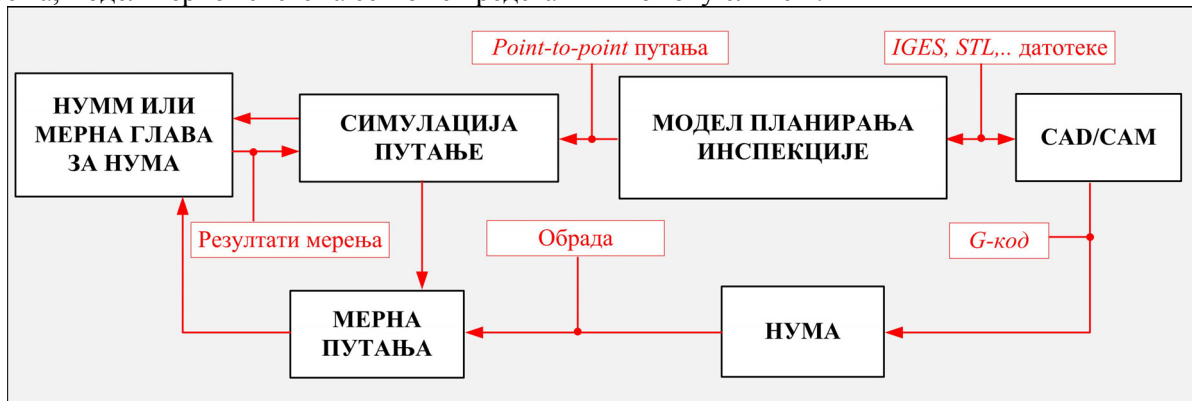 Point-to-point путања
IGES, STL,.. датотеке
НУММ ИЛИ
МЕРНА ГЛАВА
ЗА НУМА
СИМУЛАЦИЈА
ПУТАЊЕ
МОДЕЛ ПЛАНИРАЊА
ИНСПЕКЦИЈЕ
CAD/CAM
Резултати мерења
Обрада
G-код
МЕРНА
ПУТАЊА
НУМА